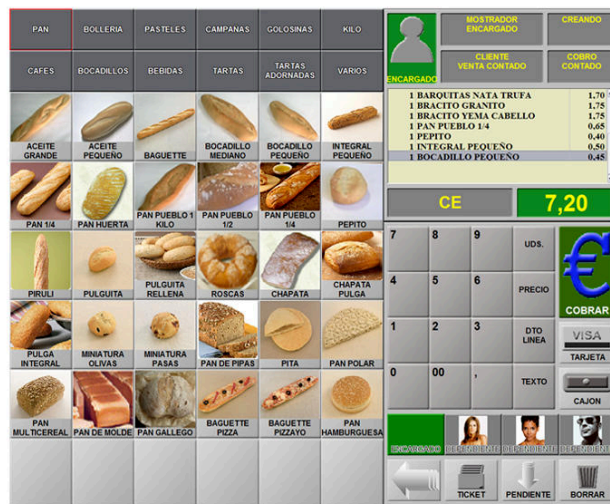 PAN BOLLERIA PASTELES CAMPANAS GOLOSINAS KILO
CAFES BOCADILLOS BEBIDAS TARTAS TARTAS ADORNADAS VARIOS
ACEITE GRANDE
ACEITE PEQUEÑO
BAGUETTE
BOCADILLO MEDIANO
BOCADILLO PEQUEÑO
INTEGRAL PEQUEÑO
PAN 1/4
PAN HUERTA
PAN PUEBLO 1 KILO
PAN PUEBLO 1/2
PAN PUEBLO 1/4
PEPITO
PIRULI
PULGUITA
PULGUITA RELLENA
ROSCAS
CHAPATA
CHAPATA PULGA
PULGA INTEGRAL
MINIATURA OLIVAS
MINIATURA PASAS
PAN DE PIPAS
PITA
PAN POLAR
PAN MULTICEREAL
PAN DE MOLDE
PAN GALLEGO
BAGUETTE PIZZA
BAGUETTE PIZZAYO
PAN HAMBURGUESA
ENCARGADO
MOSTRADOR ENCARGADO
CREANDO
CLIENTE VENTA CONTADO
COBRO CONTADO
1 BARQUITAS NATA TRUFA 1,70
1 BRACITO GRANITO 1,75
1 BRACITO YEMA CABELLO 1,75
1 PAN PUEBLO 1/4 0,65
1 PEPITO 0,40
1 INTEGRAL PEQUEÑO 0,50
1 BOCADILLO PEQUEÑO 0,45
CE 7,20
7 8 9 UDS.
4 5 6 PRECIO
€ COBRAR
1 2 3 DTO LINEA
VISA TARJETA
0 00 , TEXTO
CAJON
ENCARGADO DEPENDIENTE DEPENDIENTE DEPENDIENTE
TICKET PENDIENTE BORRAR